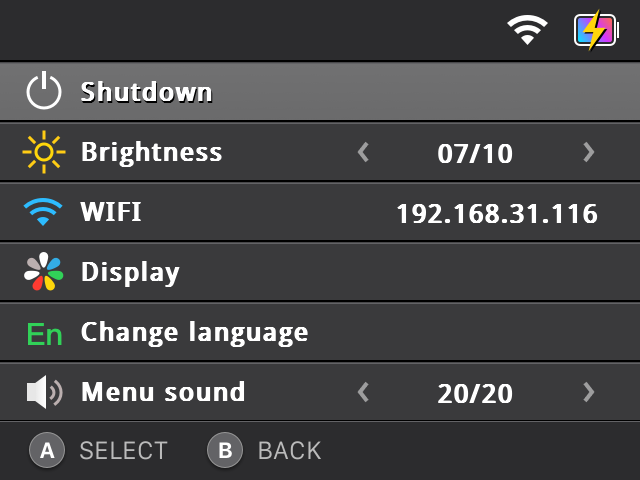 Shutdown
Brightness 07/10
WIFI 192.168.31.116
Display
En Change language
Menu sound 20/20
A SELECT B BACK